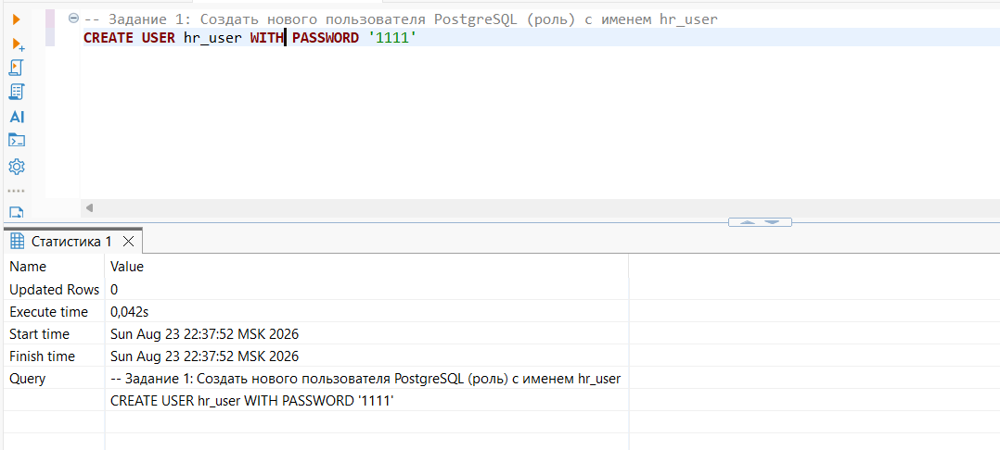 -- Задание 1: Создать нового пользователя PostgreSQL (роль) с именем hr_user
CREATE USER hr_user WITH PASSWORD '1111'
AI
Статистика 1
Name Value
Updated Rows 0
Execute time 0,042s
Start time Sun Aug 23 22:37:52 MSK 2026
Finish time Sun Aug 23 22:37:52 MSK 2026
Query -- Задание 1: Создать нового пользователя PostgreSQL (роль) с именем hr_user
CREATE USER hr_user WITH PASSWORD '1111'